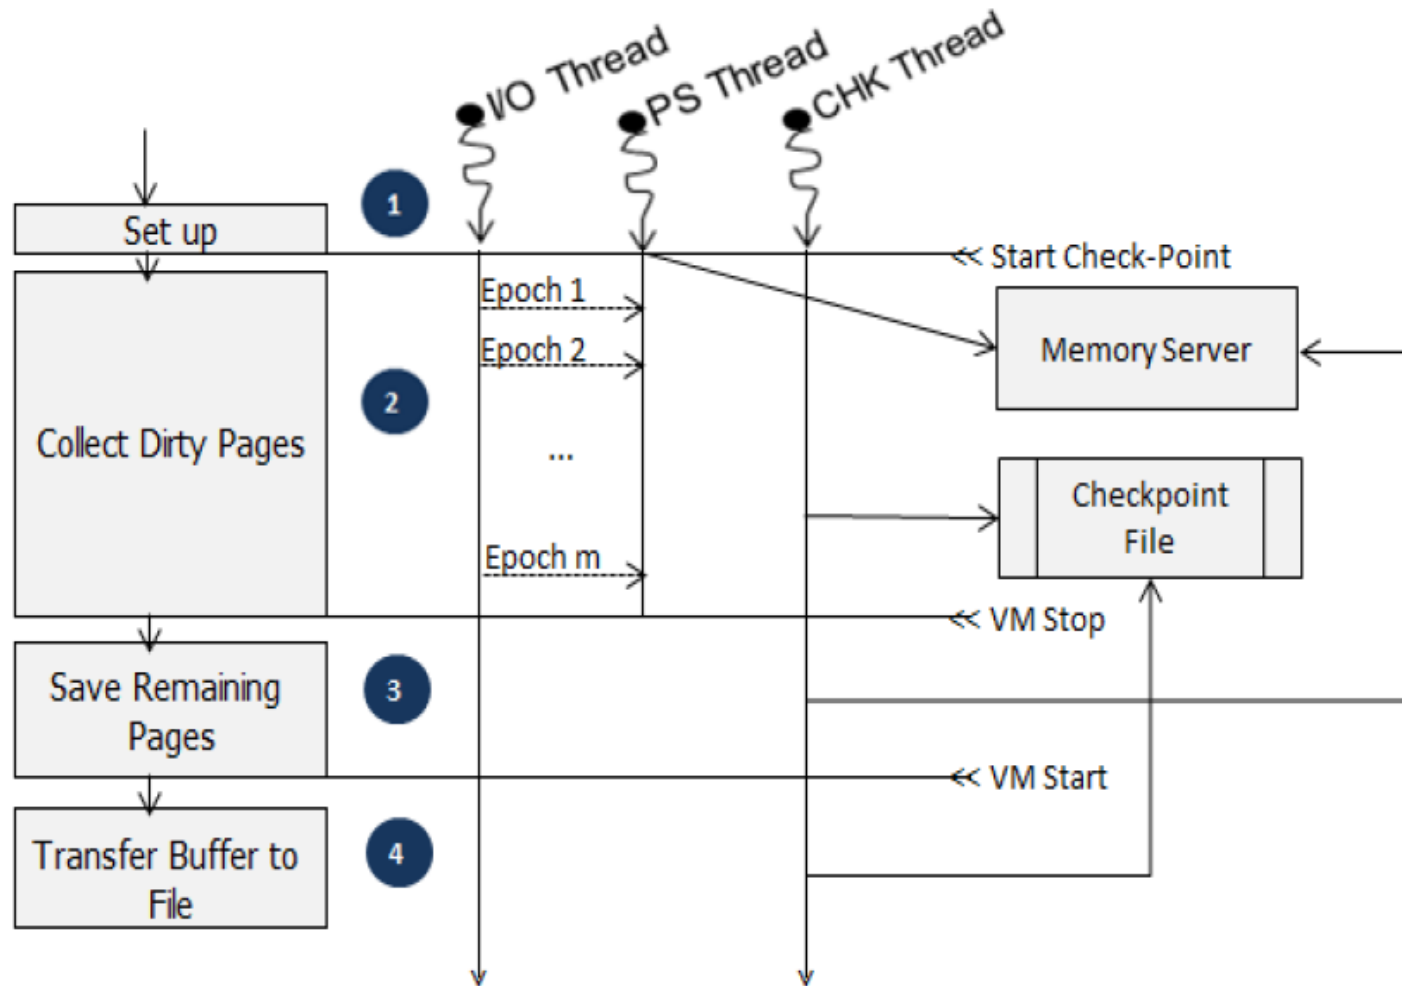 I/O Thread
PS Thread
CHK Thread
1
Set up
<< Start Check-Point
Epoch 1
Memory Server
Epoch 2
2
Collect Dirty Pages
...
Checkpoint
File
Epoch m
<< VM Stop
Save Remaining
Pages
3
<< VM Start
Transfer Buffer to
File
4